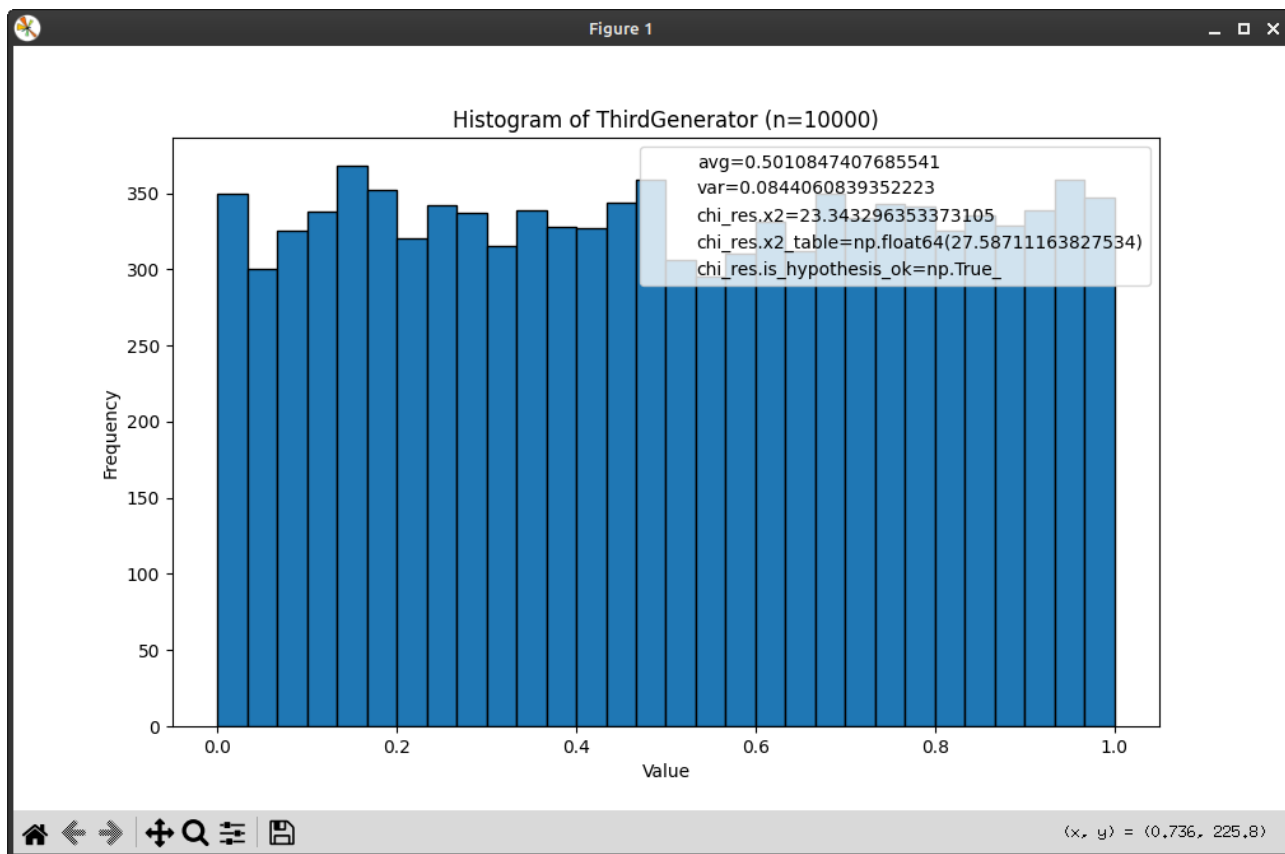 Figure 1
Histogram of ThirdGenerator (n=10000)
avg=0.5010847407685541
var=0.0844060839352223
chi_res.x2=23.343296353373105
chi_res.x2_table=np.float64(27.58711163827534)
chi_res.is_hypothesis_ok=np.True_
350
300
250
200
150
100
50
0
Frequency
0.0 0.2 0.4 0.6 0.8 1.0
Value
(x, y) = (0.736, 225.8)